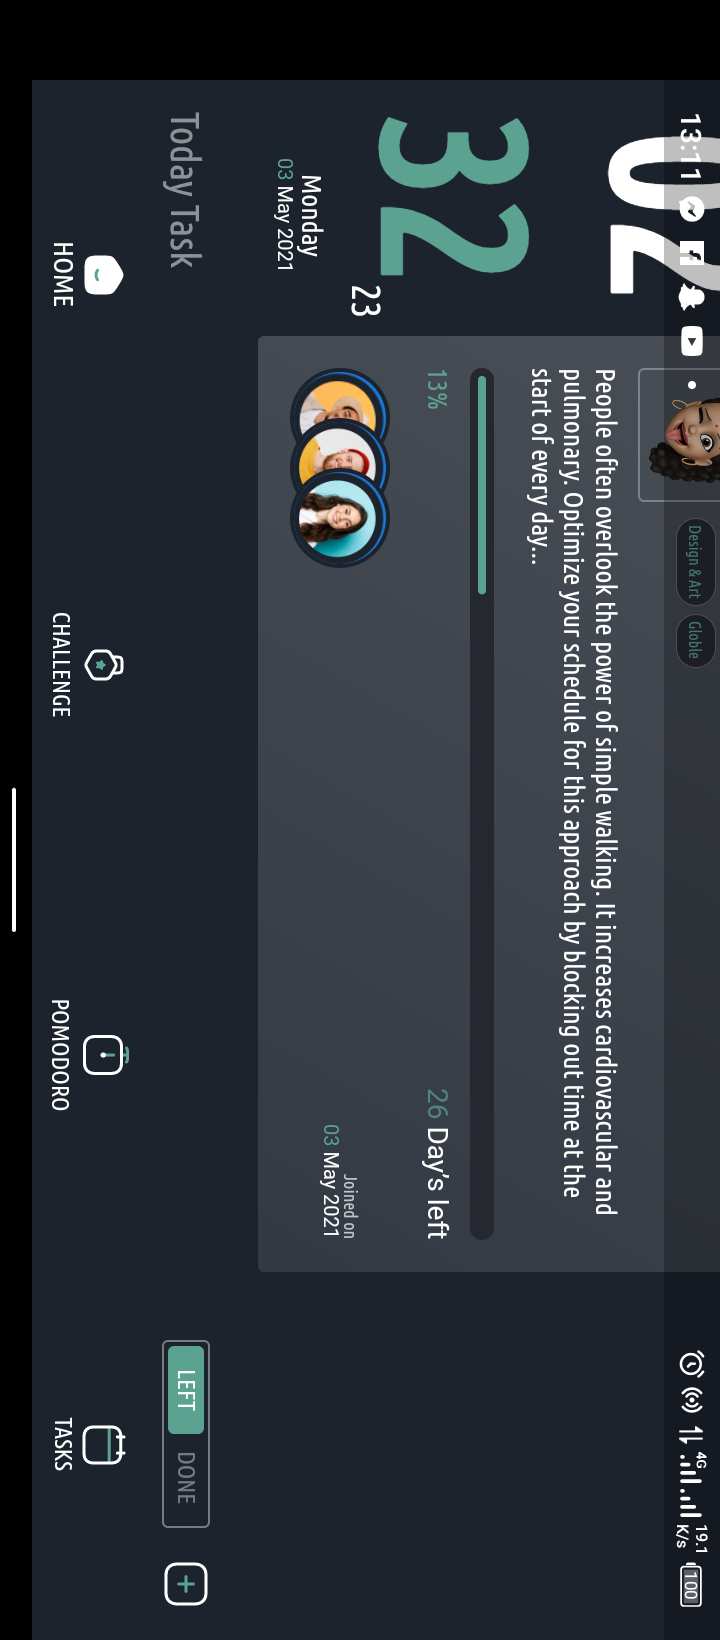 13:11
4G
19.1
K/s
100
02
32
23
Monday
03 May 2021
Design & Art
Globle
People often overlook the power of simple walking. It increases cardiovascular and
pulmonary. Optimize your schedule for this approach by blocking out time at the
start of every day...
13%
26 Day's left
Joined on
03 May 2021
Today Task
LEFT
DONE
HOME
CHALLENGE
POMODORO
TASKS